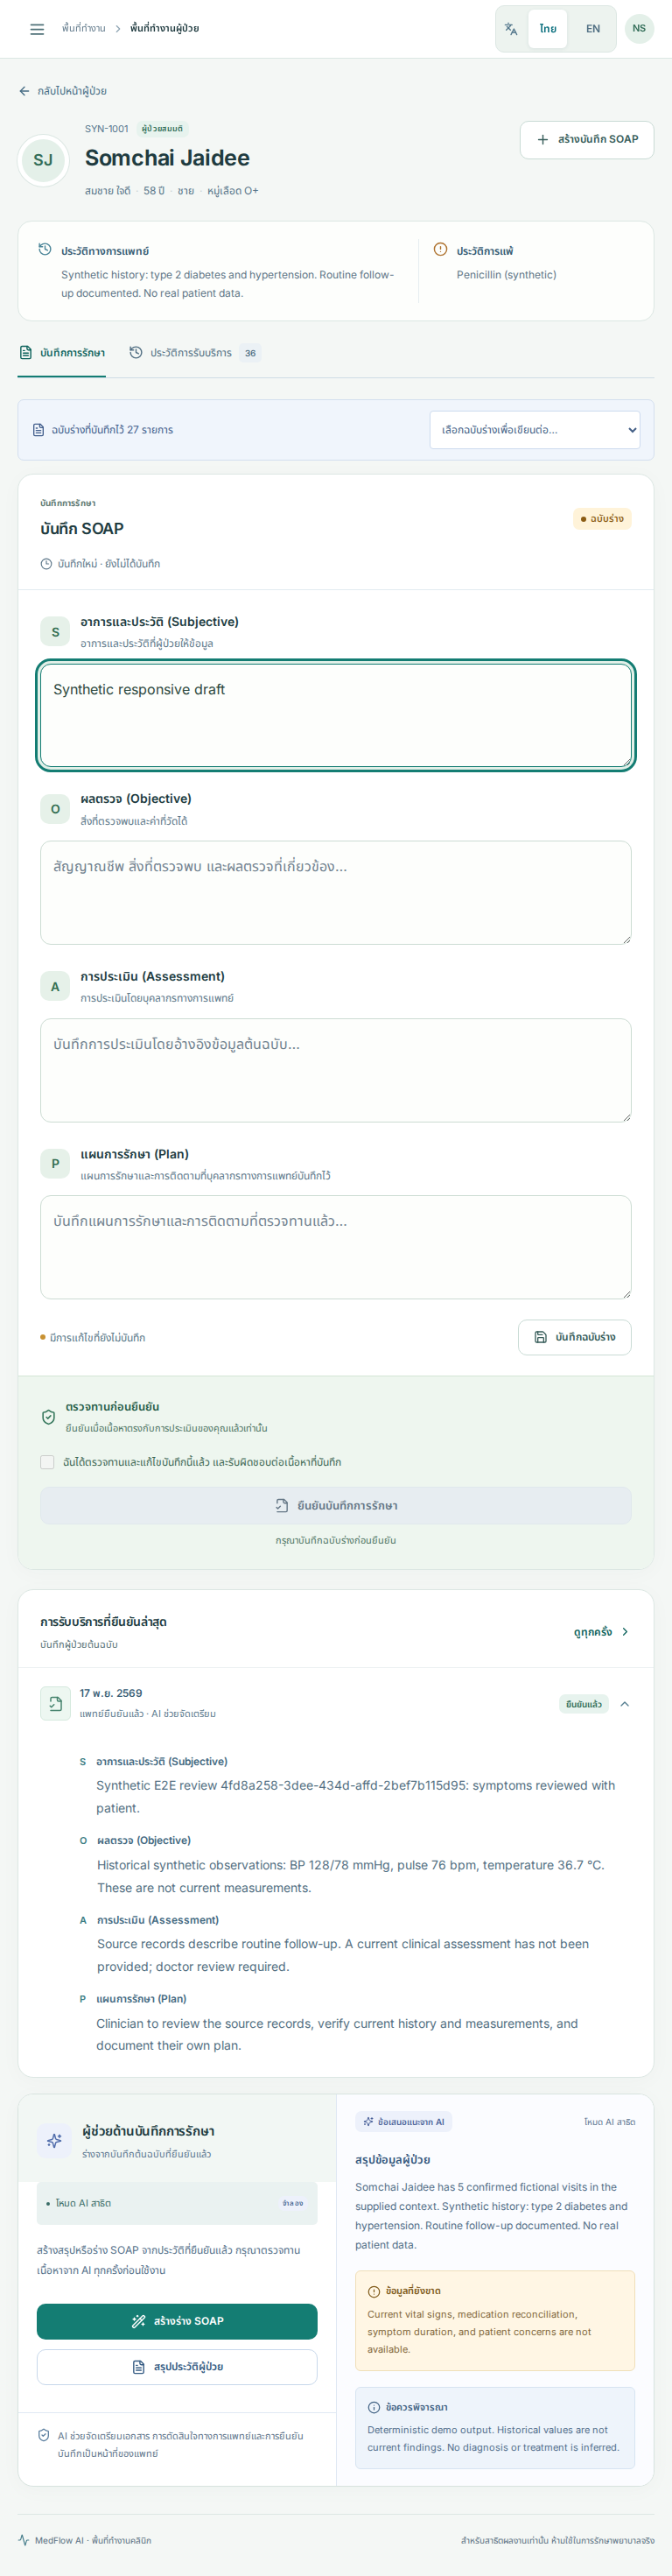 พื้นที่ทำงาน > พื้นที่ทำงานผู้ป่วย
ไทย EN NS
กลับไปหน้าผู้ป่วย
SJ
SYN-1001 ผู้ป่วยสมมติ
Somchai Jaidee
สมชาย ใจดี · 58 ปี · ชาย · หมู่เลือด O+
สร้างบันทึก SOAP
ประวัติทางการแพทย์
Synthetic history: type 2 diabetes and hypertension. Routine follow-
up documented. No real patient data.
ประวัติการแพ้
Penicillin (synthetic)
บันทึกการรักษา
ประวัติการรับบริการ 36
ฉบับร่างที่บันทึกไว้ 27 รายการ
เลือกฉบับร่างเพื่อเขียนต่อ...
บันทึกการรักษา
บันทึก SOAP
ฉบับร่าง
บันทึกใหม่ · ยังไม่ได้บันทึก
S
อาการและประวัติ (Subjective)
อาการและประวัติที่ผู้ป่วยให้ข้อมูล
Synthetic responsive draft
O
ผลตรวจ (Objective)
สิ่งที่ตรวจพบและค่าที่วัดได้
สัญญาณชีพ สิ่งที่ตรวจพบ และผลตรวจที่เกี่ยวข้อง...
A
การประเมิน (Assessment)
การประเมินโดยบุคลากรทางการแพทย์
บันทึกการประเมินโดยอ้างอิงข้อมูลต้นฉบับ...
P
แผนการรักษา (Plan)
แผนการรักษาและการติดตามที่บุคลากรทางการแพทย์บันทึกไว้
บันทึกแผนการรักษาและการติดตามที่ตรวจทานแล้ว...
มีการแก้ไขที่ยังไม่บันทึก
บันทึกฉบับร่าง
ตรวจทานก่อนยืนยัน
ยืนยันเมื่อเนื้อหาตรงกับการประเมินของคุณแล้วเท่านั้น
ฉันได้ตรวจทานและแก้ไขบันทึกนี้แล้ว และรับผิดชอบต่อเนื้อหาที่บันทึก
ยืนยันบันทึกการรักษา
กรุณาบันทึกฉบับร่างก่อนยืนยัน
การรับบริการที่ยืนยันล่าสุด
บันทึกผู้ป่วยต้นฉบับ
ดูทุกครั้ง
17 พ.ย. 2569
แพทย์ยืนยันแล้ว · AI ช่วยจัดเตรียม
ยืนยันแล้ว
S อาการและประวัติ (Subjective)
Synthetic E2E review 4fd8a258-3dee-434d-affd-2bef7b115d95: symptoms reviewed with
patient.
O ผลตรวจ (Objective)
Historical synthetic observations: BP 128/78 mmHg, pulse 76 bpm, temperature 36.7 °C.
These are not current measurements.
A การประเมิน (Assessment)
Source records describe routine follow-up. A current clinical assessment has not been
provided; doctor review required.
P แผนการรักษา (Plan)
Clinician to review the source records, verify current history and measurements, and
document their own plan.
ผู้ช่วยด้านบันทึกการรักษา
ร่างจากบันทึกต้นฉบับที่ยืนยันแล้ว
โหมด AI สาธิต
จำลอง
สร้างสรุปหรือร่าง SOAP จากประวัติที่ยืนยันแล้ว กรุณาตรวจทาน
เนื้อหาจาก AI ทุกครั้งก่อนใช้งาน
สร้างร่าง SOAP
สรุปประวัติผู้ป่วย
AI ช่วยจัดเตรียมเอกสาร การตัดสินใจทางการแพทย์และการยืนยัน
บันทึกเป็นหน้าที่ของแพทย์
ข้อเสนอแนะจาก AI
โหมด AI สาธิต
สรุปข้อมูลผู้ป่วย
Somchai Jaidee has 5 confirmed fictional visits in the
supplied context. Synthetic history: type 2 diabetes and
hypertension. Routine follow-up documented. No real
patient data.
ข้อมูลที่ยังขาด
Current vital signs, medication reconciliation,
symptom duration, and patient concerns are not
available.
ข้อควรพิจารณา
Deterministic demo output. Historical values are not
current findings. No diagnosis or treatment is inferred.
MedFlow AI · พื้นที่ทำงานคลินิก
สำหรับสาธิตผลงานเท่านั้น ห้ามใช้ในการรักษาพยาบาลจริง